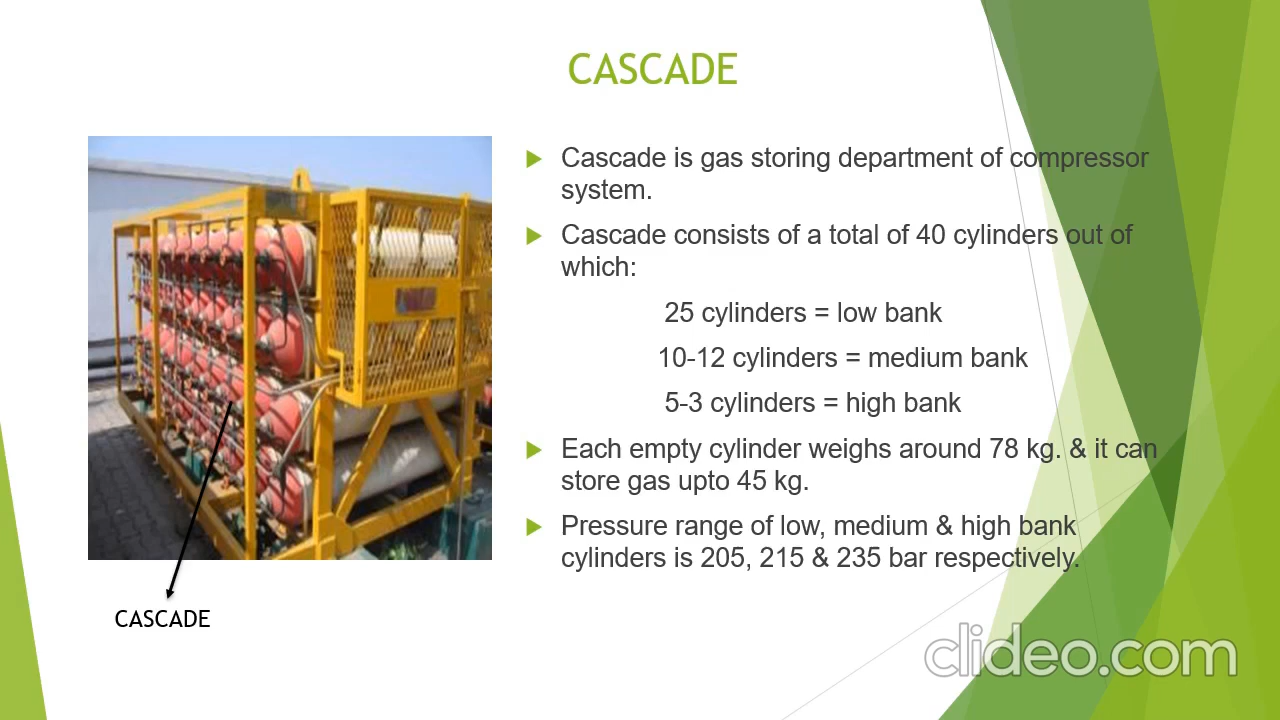 CASCADE
Cascade is gas storing department of compressor
system.
Cascade consists of a total of 40 cylinders out of
which:
25 cylinders = low bank
10-12 cylinders = medium bank
5-3 cylinders = high bank
Each empty cylinder weighs around 78 kg. & it can
store gas upto 45 kg.
Pressure range of low, medium & high bank
cylinders is 205, 215 & 235 bar respectively.
CASCADE
clideo.com